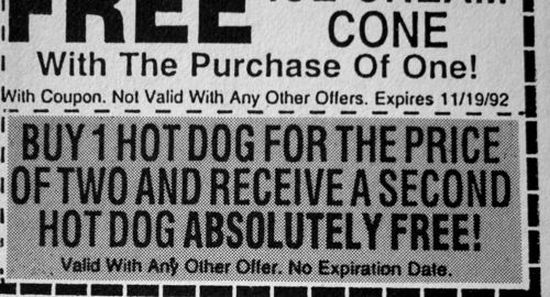 FREE ICE CREAM
CONE
With The Purchase Of One!
With Coupon. Not Valid With Any Other Offers. Expires 11/19/92
BUY 1 HOT DOG FOR THE PRICE
OF TWO AND RECEIVE A SECOND
HOT DOG ABSOLUTELY FREE!
Valid With Any Other Offer. No Expiration Date.